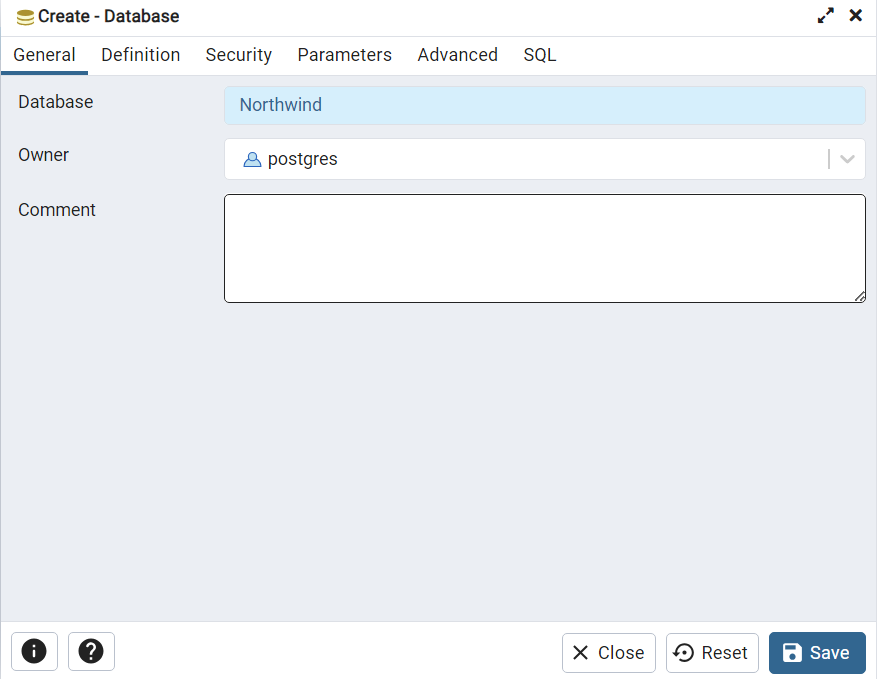 Create - Database
General Definition Security Parameters Advanced SQL
Database
Northwind
Owner
postgres
Comment
Close Reset Save